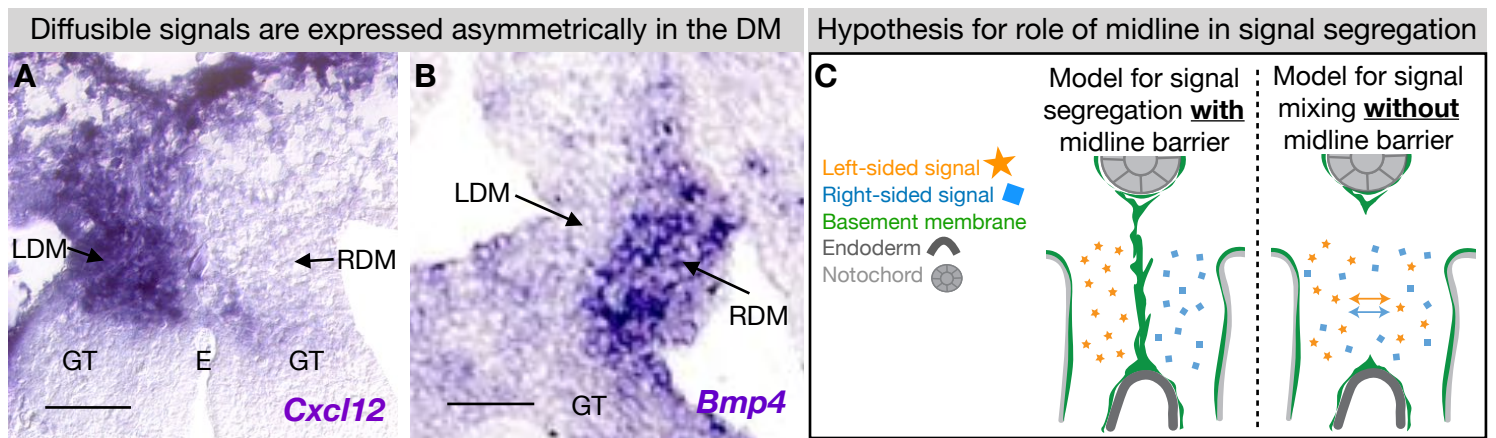 Diffusible signals are expressed asymmetrically in the DM
A
LDM
RDM
GT
E
GT
Cxcl12
B
LDM
RDM
GT
Bmp4
Hypothesis for role of midline in signal segregation
C
Model for signal
segregation with
midline barrier
Model for signal
mixing without
midline barrier
Left-sided signal
Right-sided signal
Basement membrane
Endoderm
Notochord